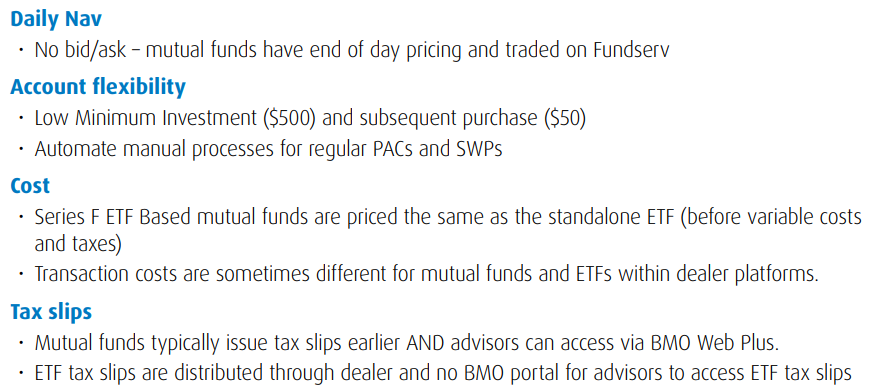 Daily Nav
· No bid/ask – mutual funds have end of day pricing and traded on Fundserv
Account flexibility
· Low Minimum Investment ($500) and subsequent purchase ($50)
· Automate manual processes for regular PACs and SWPs
Cost
· Series F ETF Based mutual funds are priced the same as the standalone ETF (before variable costs
and taxes)
· Transaction costs are sometimes different for mutual funds and ETFs within dealer platforms.
Tax slips
· Mutual funds typically issue tax slips earlier AND advisors can access via BMO Web Plus.
· ETF tax slips are distributed through dealer and no BMO portal for advisors to access ETF tax slips